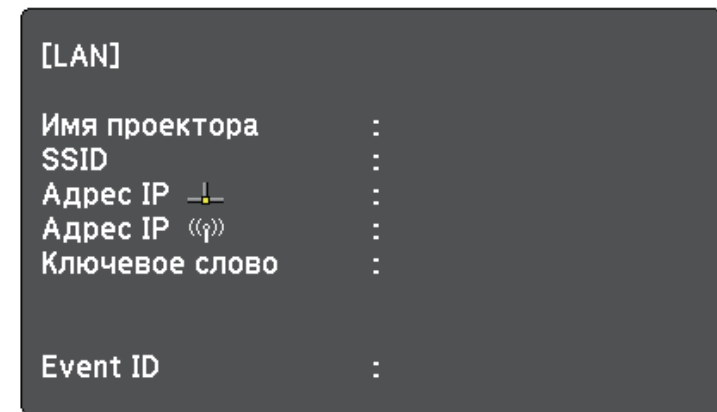 [LAN]
Имя проектора :
SSID :
Адрес IP :
Адрес IP :
Ключевое слово :
Event ID :